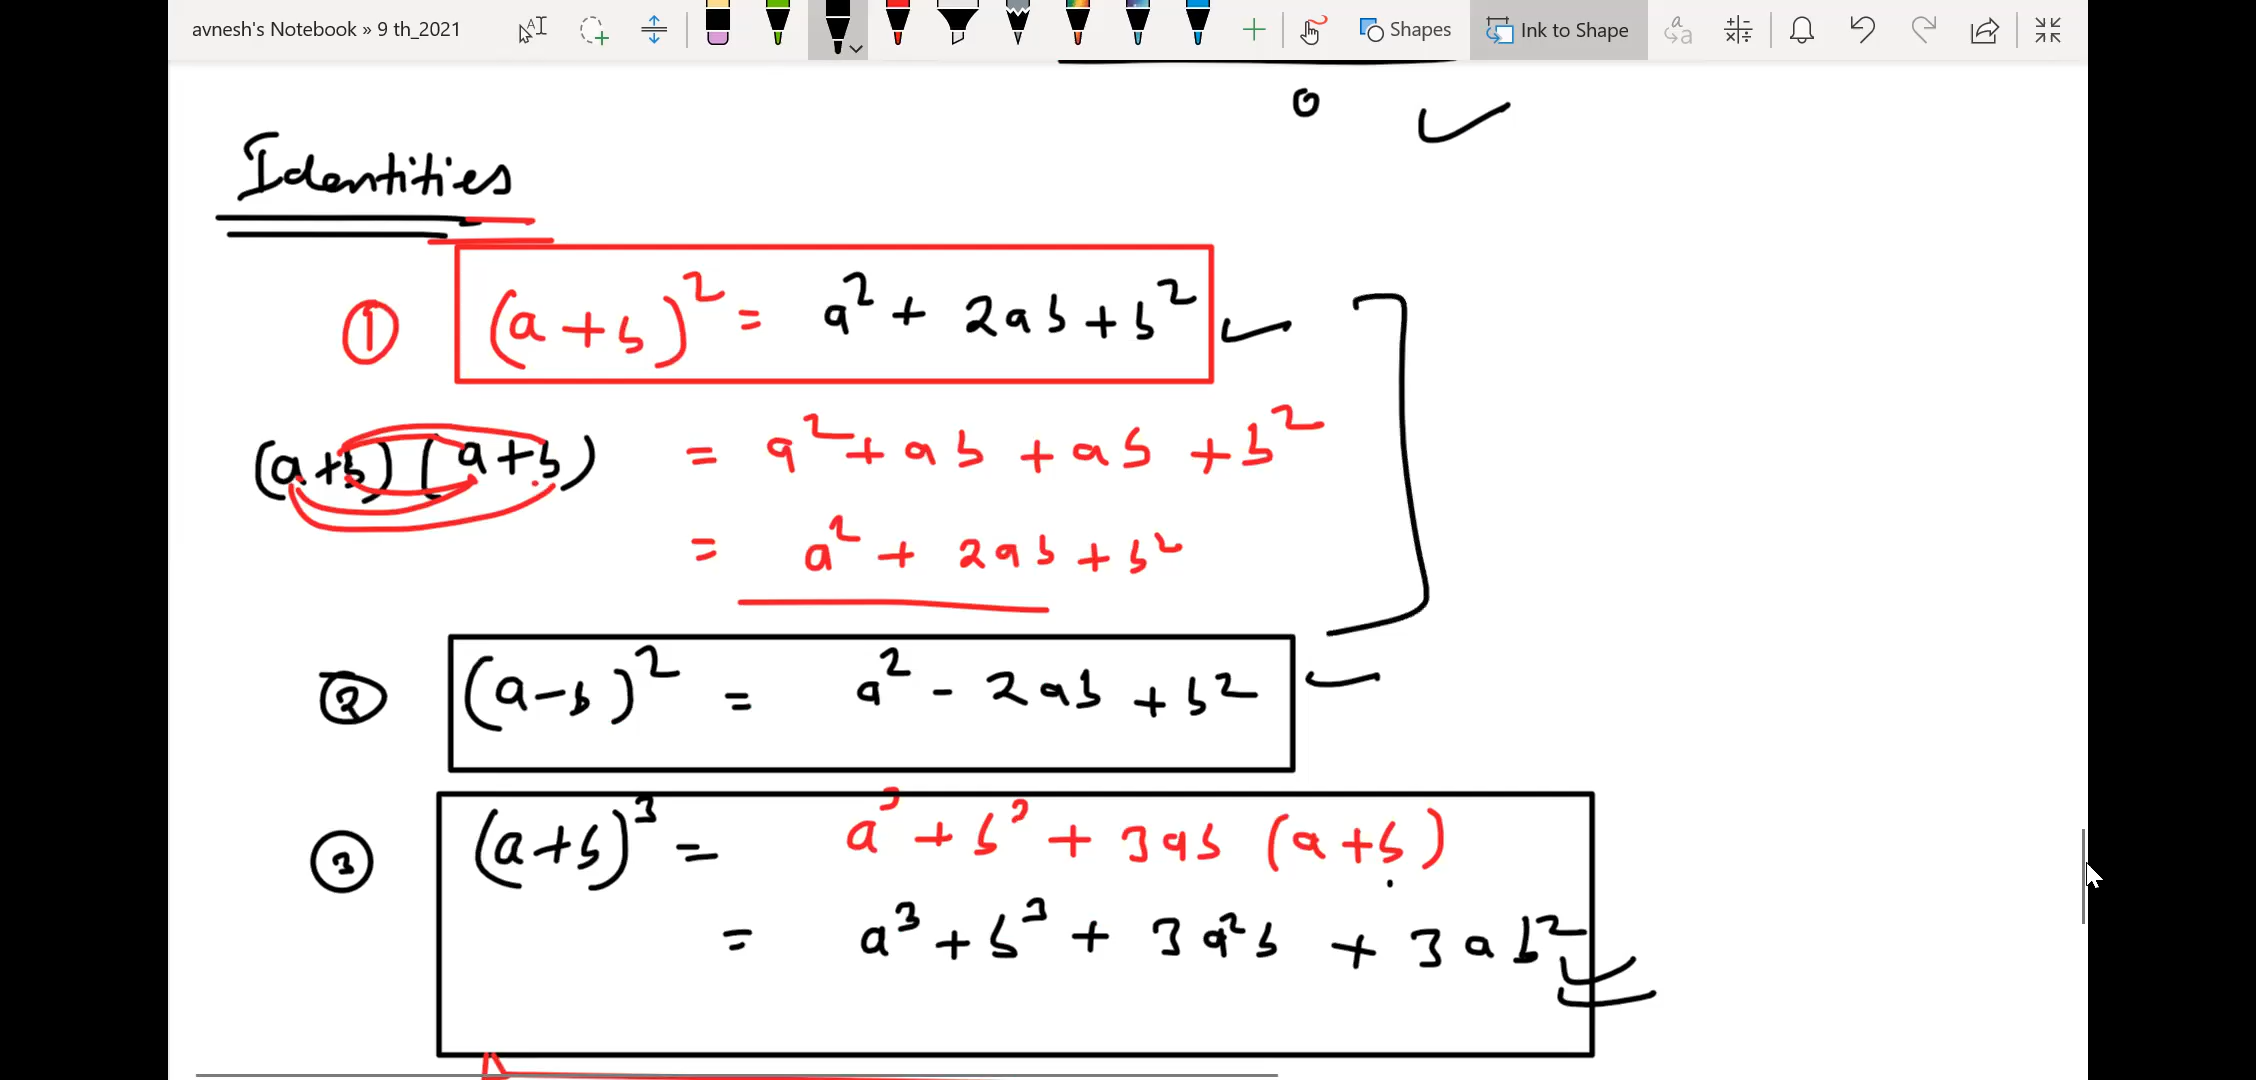 avnesh's Notebook » 9 th_2021 Shapes Ink to Shape
Identities
① (a+b)² = a² + 2ab + b²
(a+b) (a+b) = a² + ab + ab + b²
= a² + 2ab + b²
② (a-b)² = a² - 2ab + b²
③ (a+b)³ = a³ + b³ + 3ab (a+b)
= a³ + b³ + 3a²b + 3ab²